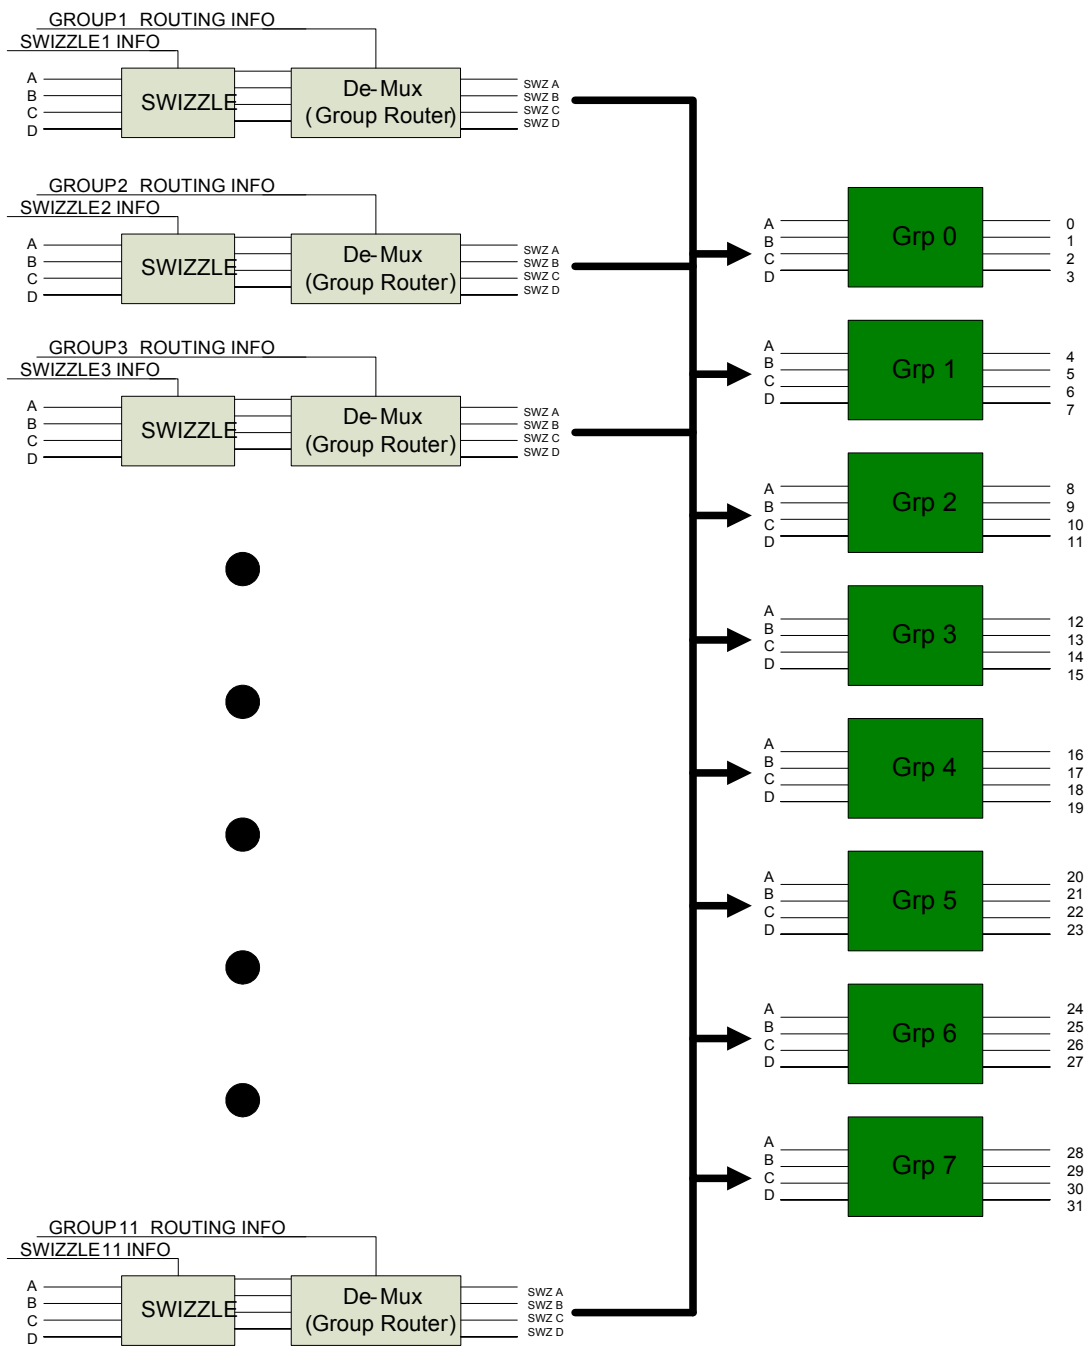 GROUP1 ROUTING INFO
SWIZZLE1 INFO
A
B
C
D
SWIZZLE
De-Mux
(Group Router)
SWZ A
SWZ B
SWZ C
SWZ D
GROUP2 ROUTING INFO
SWIZZLE2 INFO
A
B
C
D
SWIZZLE
De-Mux
(Group Router)
SWZ A
SWZ B
SWZ C
SWZ D
GROUP3 ROUTING INFO
SWIZZLE3 INFO
A
B
C
D
SWIZZLE
De-Mux
(Group Router)
SWZ A
SWZ B
SWZ C
SWZ D
GROUP11 ROUTING INFO
SWIZZLE11 INFO
A
B
C
D
SWIZZLE
De-Mux
(Group Router)
SWZ A
SWZ B
SWZ C
SWZ D
A
B
C
D
Grp 0
0
1
2
3
A
B
C
D
Grp 1
4
5
6
7
A
B
C
D
Grp 2
8
9
10
11
A
B
C
D
Grp 3
12
13
14
15
A
B
C
D
Grp 4
16
17
18
19
A
B
C
D
Grp 5
20
21
22
23
A
B
C
D
Grp 6
24
25
26
27
A
B
C
D
Grp 7
28
29
30
31